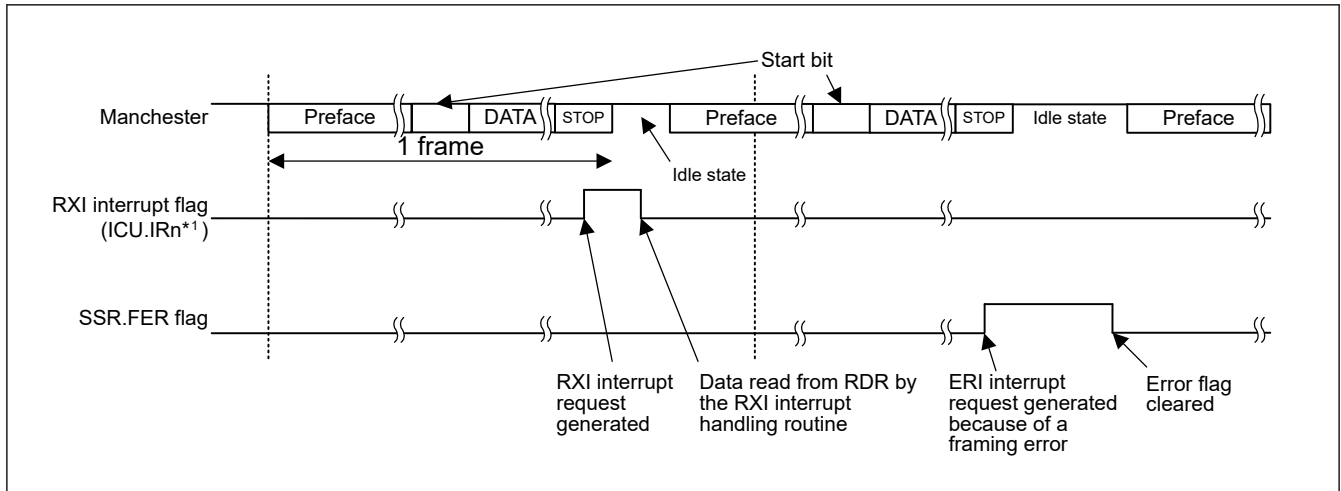 Start bit
Manchester
Preface
DATA
STOP
Preface
DATA
STOP
Idle state
Preface
1 frame
Idle state
RXI interrupt flag
(ICU.IRn*1)
SSR.FER flag
RXI interrupt
request
generated
Data read from RDR by
the RXI interrupt
handling routine
ERI interrupt
request generated
because of a
framing error
Error flag
cleared